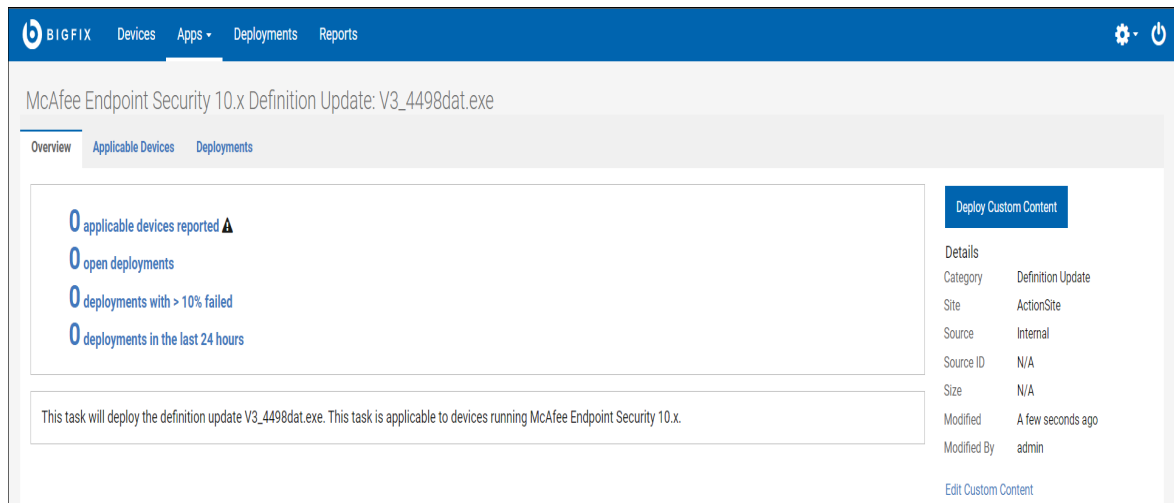 BIGFIX Devices Apps Deployments Reports
McAfee Endpoint Security 10.x Definition Update: V3_4498dat.exe
Overview Applicable Devices Deployments
0 applicable devices reported
0 open deployments
0 deployments with > 10% failed
0 deployments in the last 24 hours
This task will deploy the definition update V3_4498dat.exe. This task is applicable to devices running McAfee Endpoint Security 10.x.
Deploy Custom Content
Details
Category Definition Update
Site ActionSite
Source Internal
Source ID N/A
Size N/A
Modified A few seconds ago
Modified By admin
Edit Custom Content